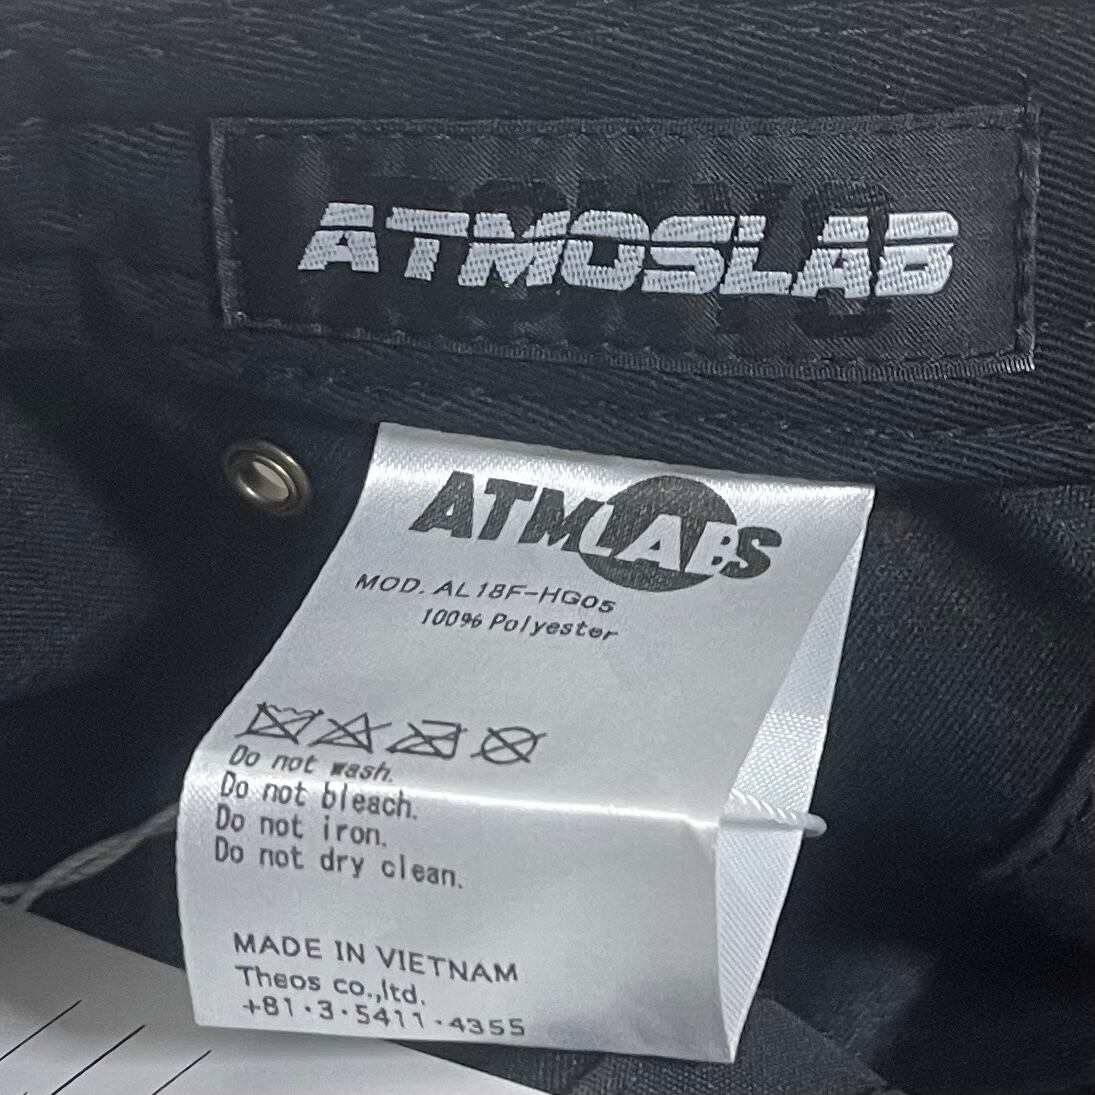 ATMOSLAB
ATMLABS
MOD. AL18F-HG05
100% Polyester
Do not wash.
Do not bleach.
Do not iron.
Do not dry clean.
MADE IN VIETNAM
Theos co.,ltd.
+81·3·5411·4355